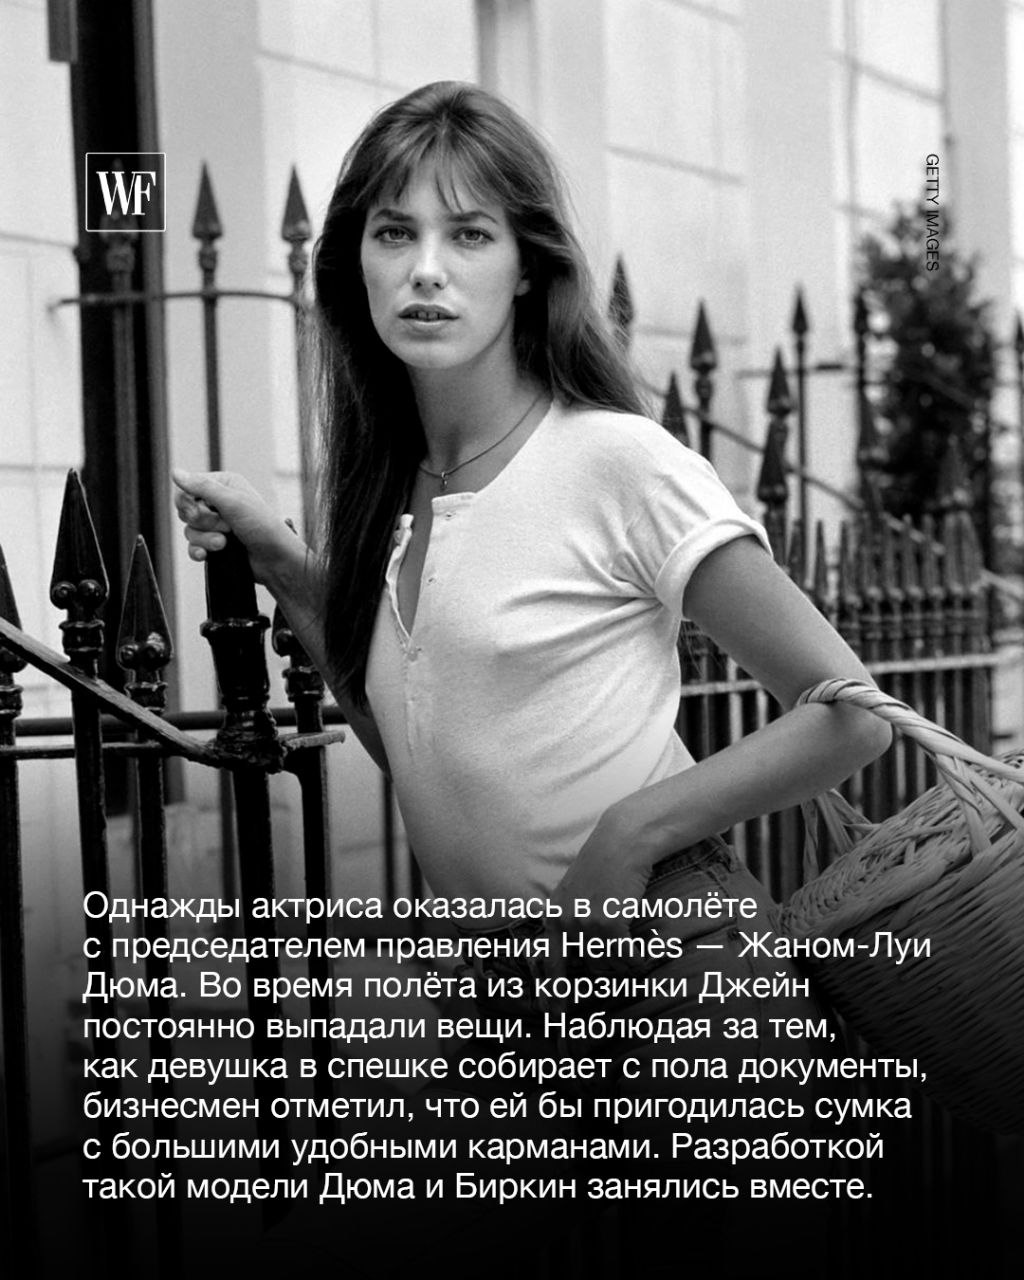 WF
GETTY IMAGES
Однажды актриса оказалась в самолёте
с председателем правления Hermès — Жаном-Луи
Дюма. Во время полёта из корзинки Джейн
постоянно выпадали вещи. Наблюдая за тем,
как девушка в спешке собирает с пола документы,
бизнесмен отметил, что ей бы пригодилась сумка
с большими удобными карманами. Разработкой
такой модели Дюма и Биркин занялись вместе.